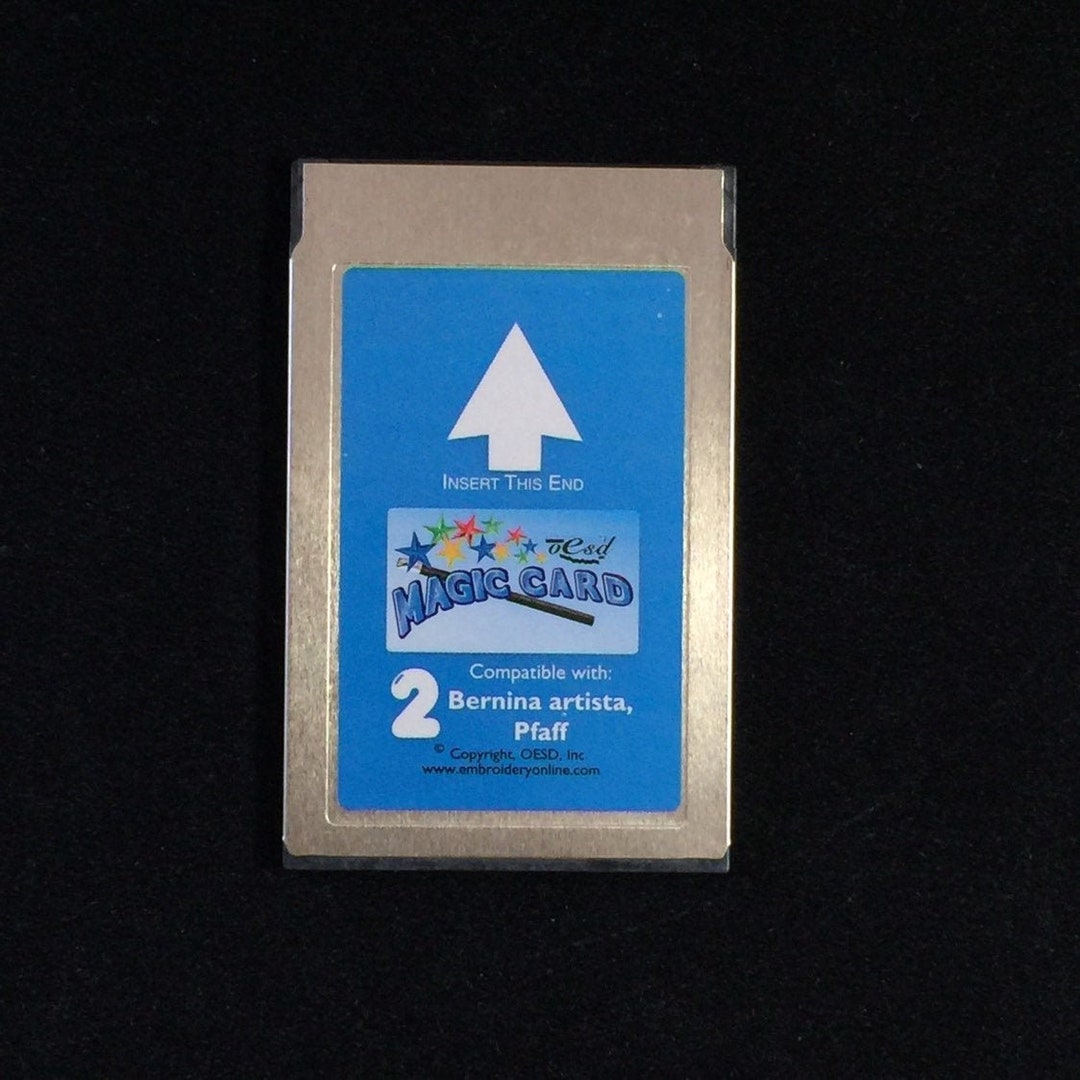 INSERT THIS END
oesd
MAGIC CARD
2
Compatible with:
Bernina artista,
Pfaff
© Copyright, OESD, Inc
www.embroideryonline.com